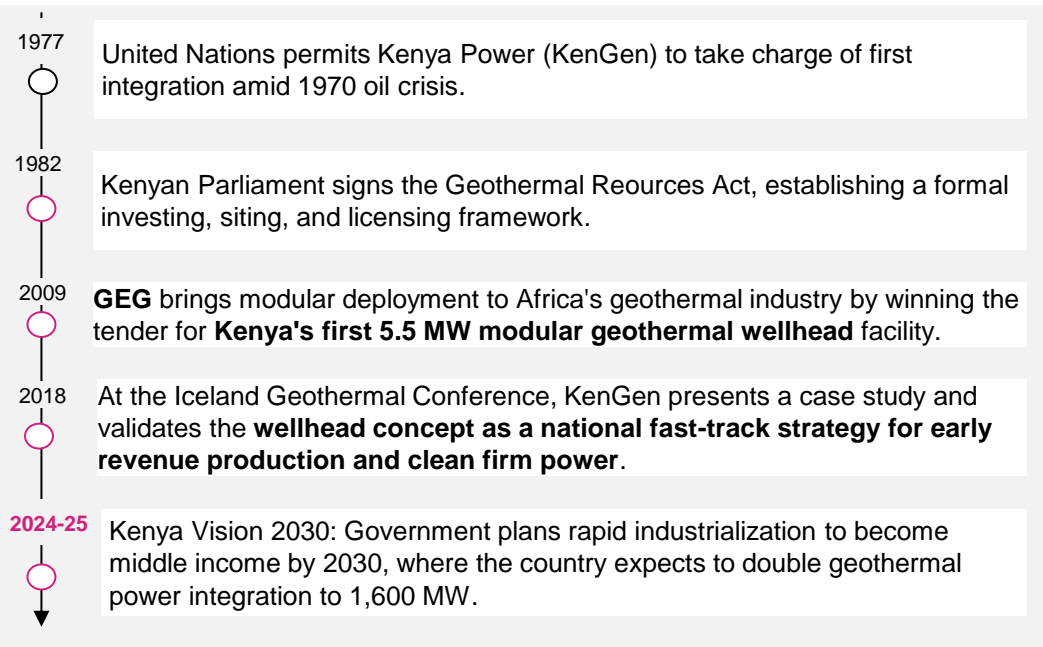 1977
United Nations permits Kenya Power (KenGen) to take charge of first
integration amid 1970 oil crisis.
1982
Kenyan Parliament signs the Geothermal Reources Act, establishing a formal
investing, siting, and licensing framework.
2009
GEG brings modular deployment to Africa's geothermal industry by winning the
tender for Kenya's first 5.5 MW modular geothermal wellhead facility.
2018
At the Iceland Geothermal Conference, KenGen presents a case study and
validates the wellhead concept as a national fast-track strategy for early
revenue production and clean firm power.
2024-25
Kenya Vision 2030: Government plans rapid industrialization to become
middle income by 2030, where the country expects to double geothermal
power integration to 1,600 MW.